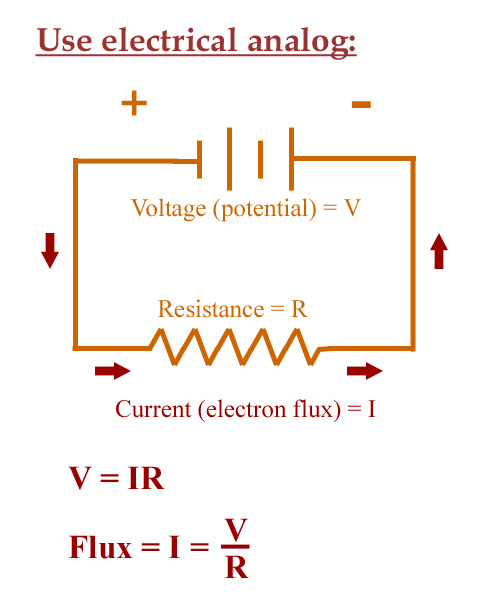 Use electrical analog:
+ -
Voltage (potential) = V
Resistance = R
Current (electron flux) = I
V = IR
Flux = I = V/R